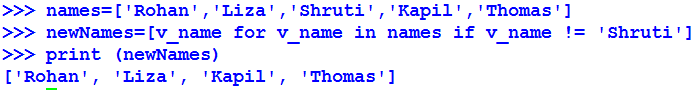 >>> names=['Rohan','Liza','Shruti','Kapil','Thomas']
>>> newNames=[v_name for v_name in names if v_name != 'Shruti']
>>> print (newNames)
['Rohan', 'Liza', 'Kapil', 'Thomas']